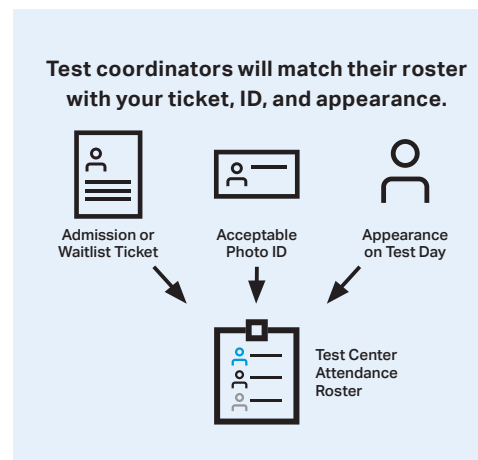 Test coordinators will match their roster
with your ticket, ID, and appearance.
Admission or
Waitlist Ticket
Acceptable
Photo ID
Appearance
on Test Day
Test Center
Attendance
Roster